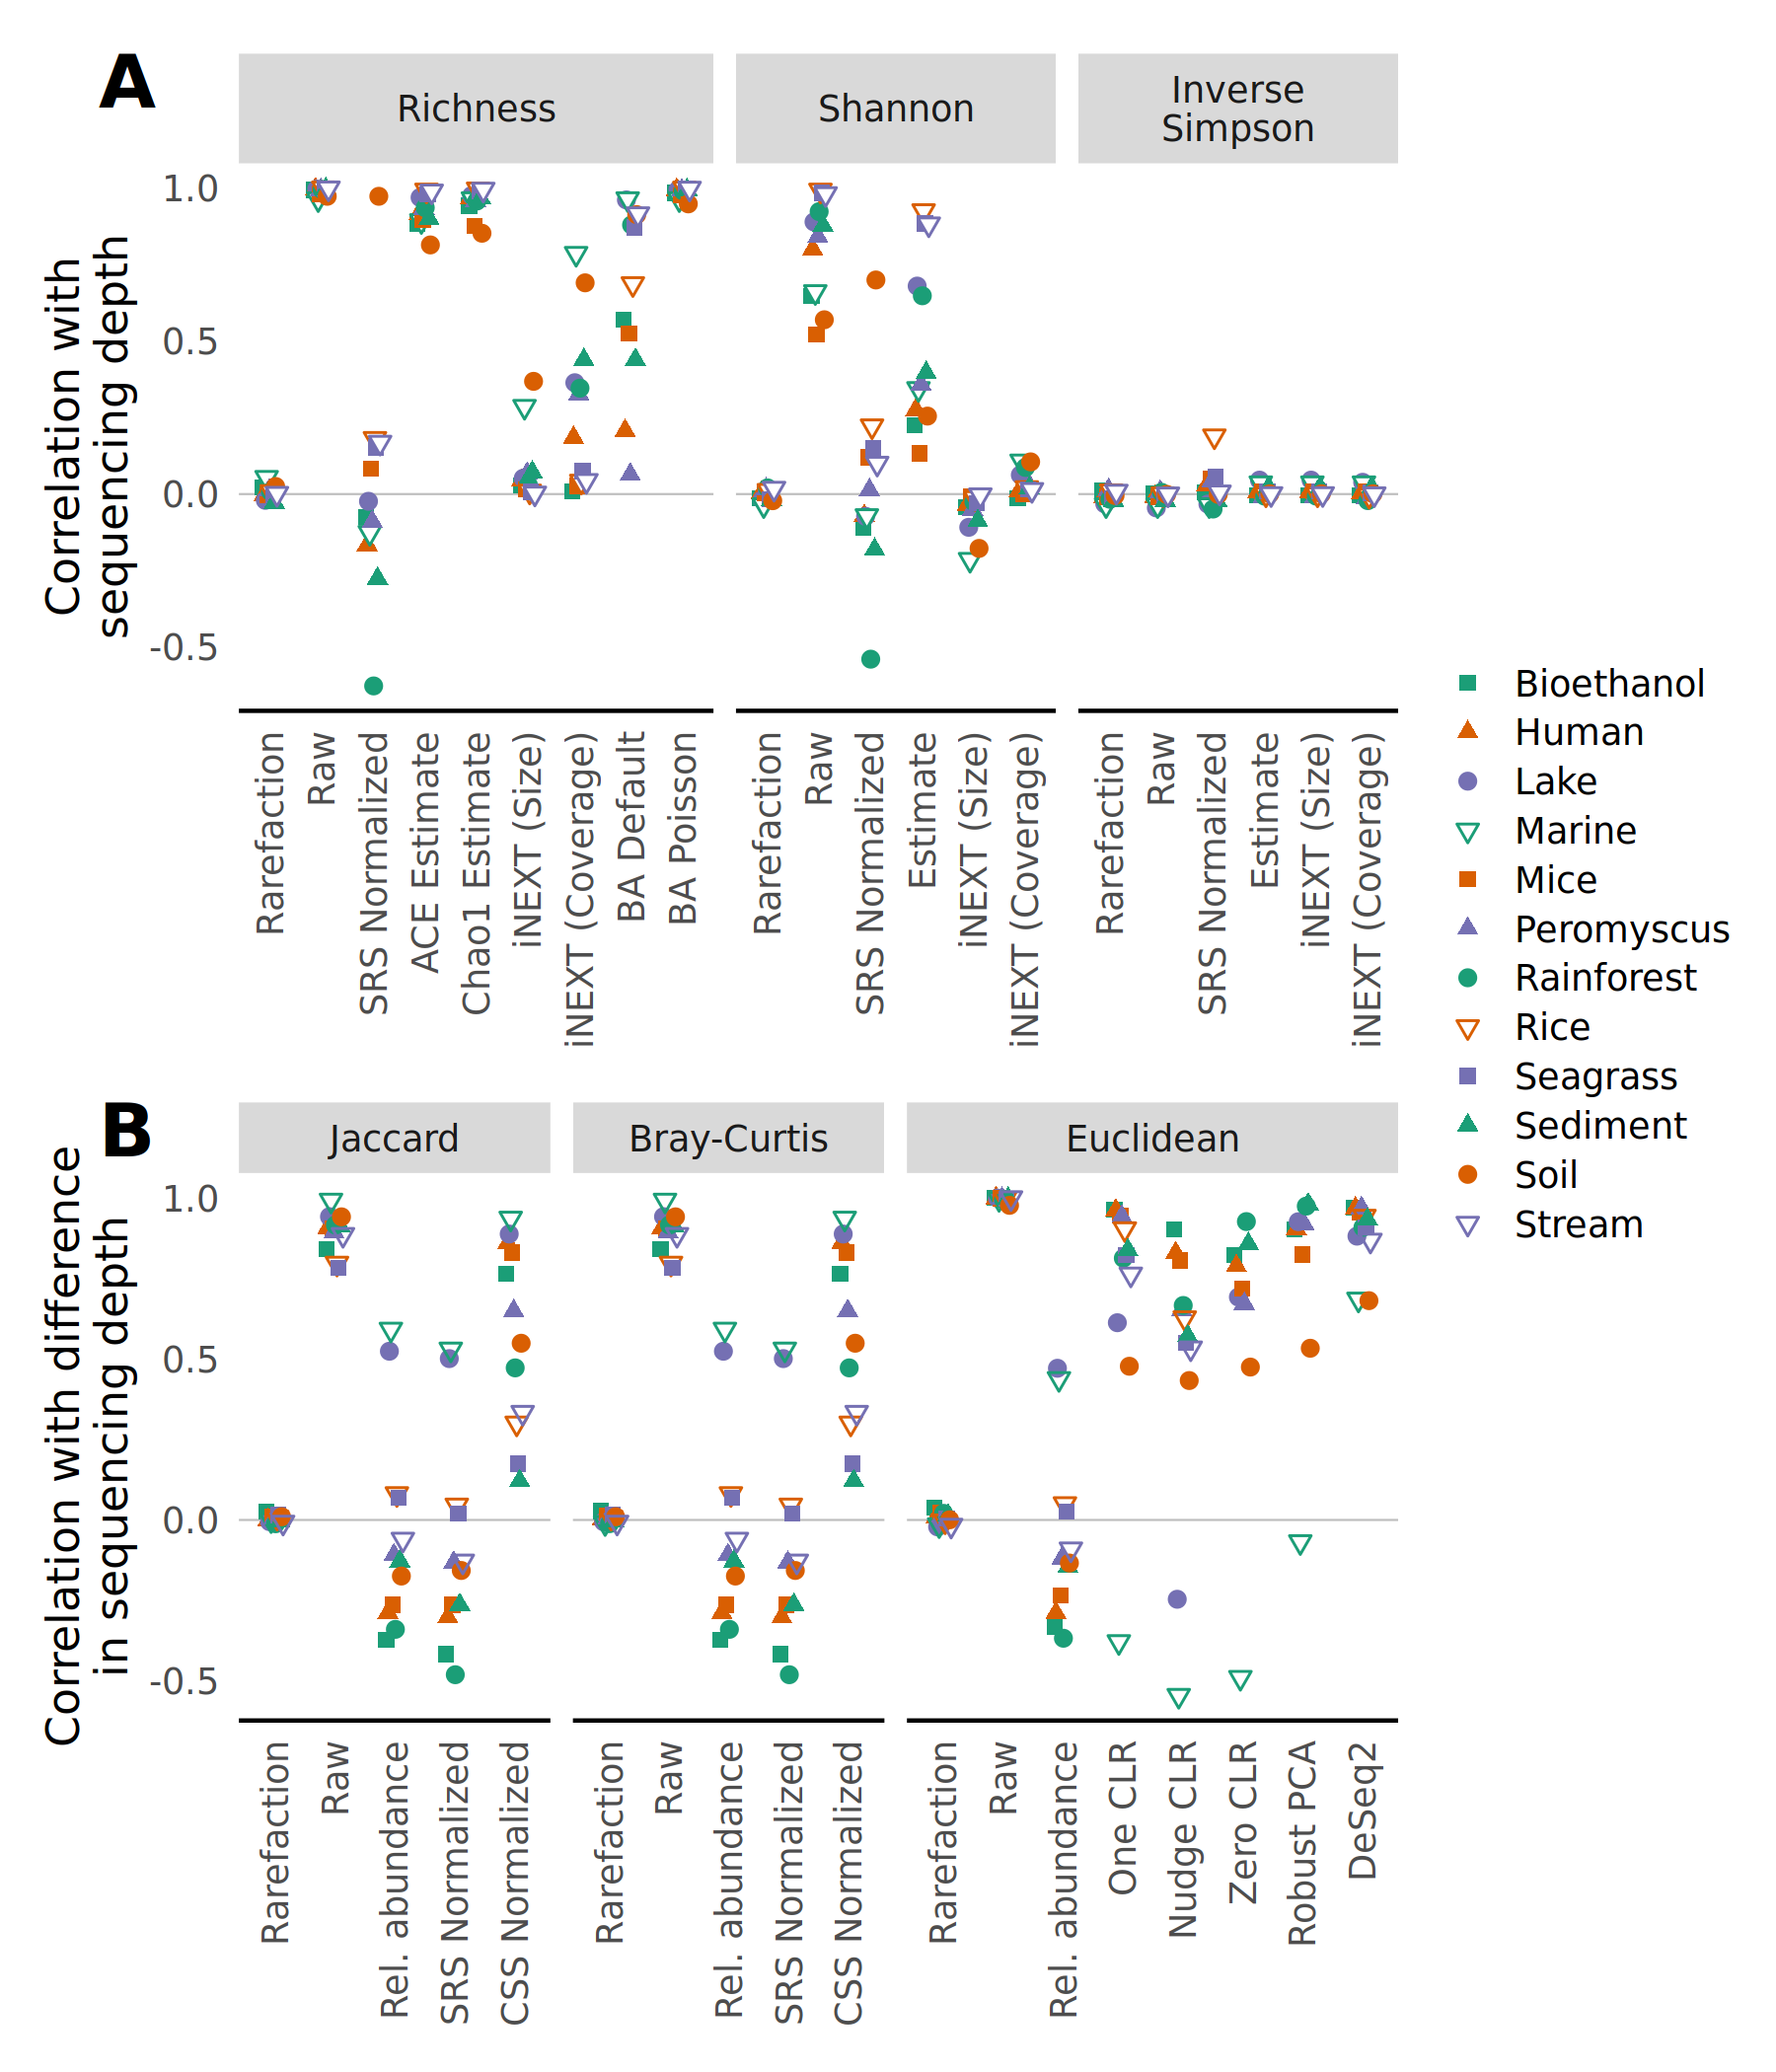 A
Richness
Shannon
Inverse
Simpson
Correlation with
sequencing depth
1.0
0.5
0.0
-0.5
Rarefaction
Raw
SRS Normalized
ACE Estimate
Chao1 Estimate
iNEXT (Size)
iNEXT (Coverage)
BA Default
BA Poisson
Rarefaction
Raw
SRS Normalized
Estimate
iNEXT (Size)
iNEXT (Coverage)
Rarefaction
Raw
SRS Normalized
Estimate
iNEXT (Size)
iNEXT (Coverage)
Bioethanol
Human
Lake
Marine
Mice
Peromyscus
Rainforest
Rice
Seagrass
Sediment
Soil
Stream
B
Jaccard
Bray-Curtis
Euclidean
Correlation with difference
in sequencing depth
1.0
0.5
0.0
-0.5
Rarefaction
Raw
Rel. abundance
SRS Normalized
CSS Normalized
Rarefaction
Raw
Rel. abundance
SRS Normalized
CSS Normalized
Rarefaction
Raw
Rel. abundance
One CLR
Nudge CLR
Zero CLR
Robust PCA
DeSeq2